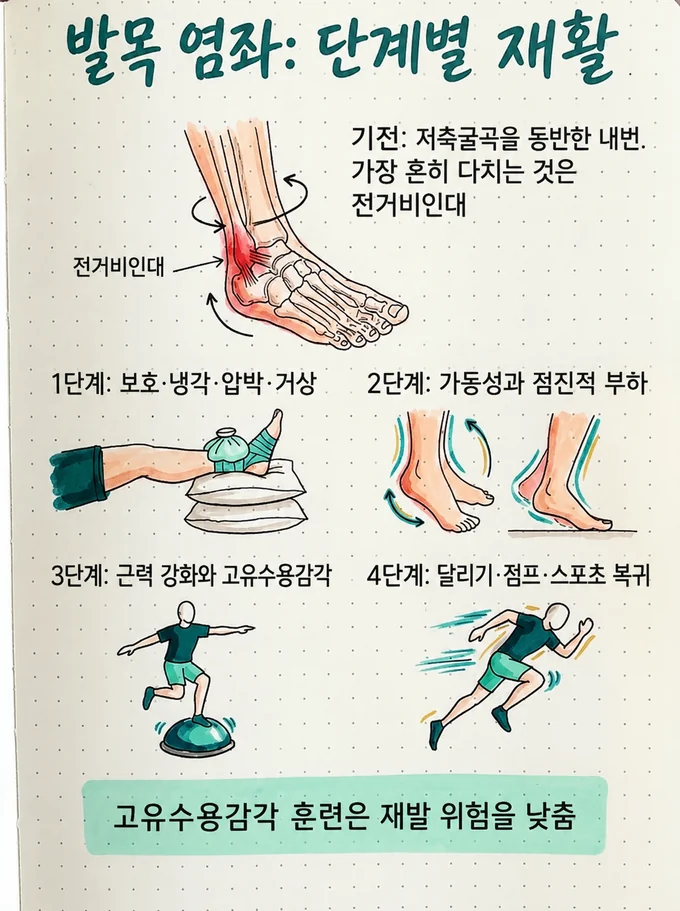 발목 염좌: 단계별 재활
기전: 저축굴곡을 동반한 내번.
가장 흔히 다치는 것은
전거비인대
전거비인대
1단계: 보호·냉각·압박·거상
2단계: 가동성과 점진적 부하
3단계: 근력 강화와 고유수용감각
4단계: 달리기·점프·스포초 복귀
고유수용감각 훈련은 재발 위험을 낮춤